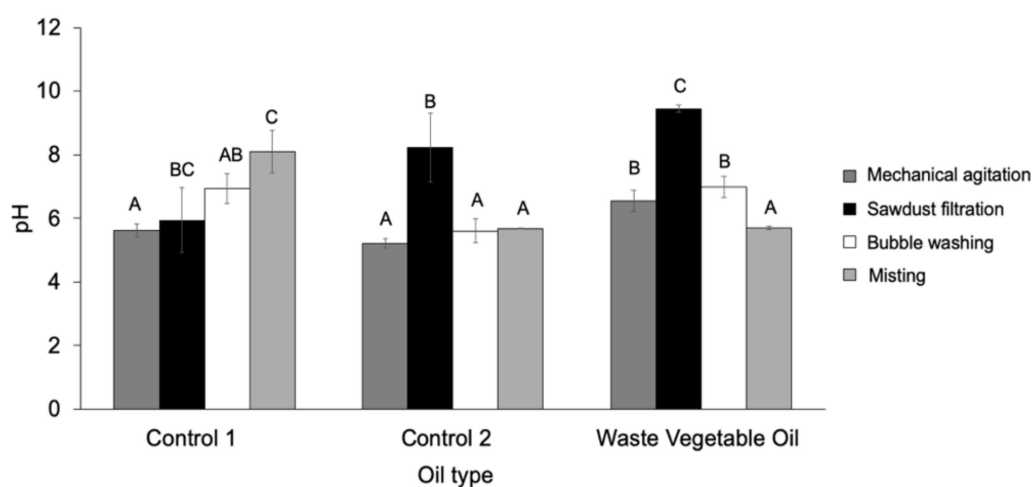 12
10
8
6
4
2
0
pH
A
BC
AB
C
A
B
A
A
B
C
B
A
Control 1
Control 2
Waste Vegetable Oil
Oil type
Mechanical agitation
Sawdust filtration
Bubble washing
Misting